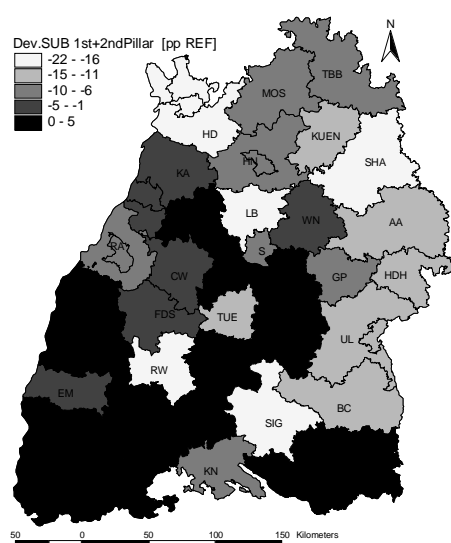 N
Dev.SUB 1st+2ndPillar [pp REF]
-22 - -16
-15 - -11
-10 - -6
-5 - -1
0 - 5
TBB
MOS
HD
KUEN
HN
SHA
KA
LB
WN
AA
RA
S
CW
GP
HDH
FDS
TUE
UL
RW
EM
BC
SIG
KN
50 0 50 100 150 Kilometers